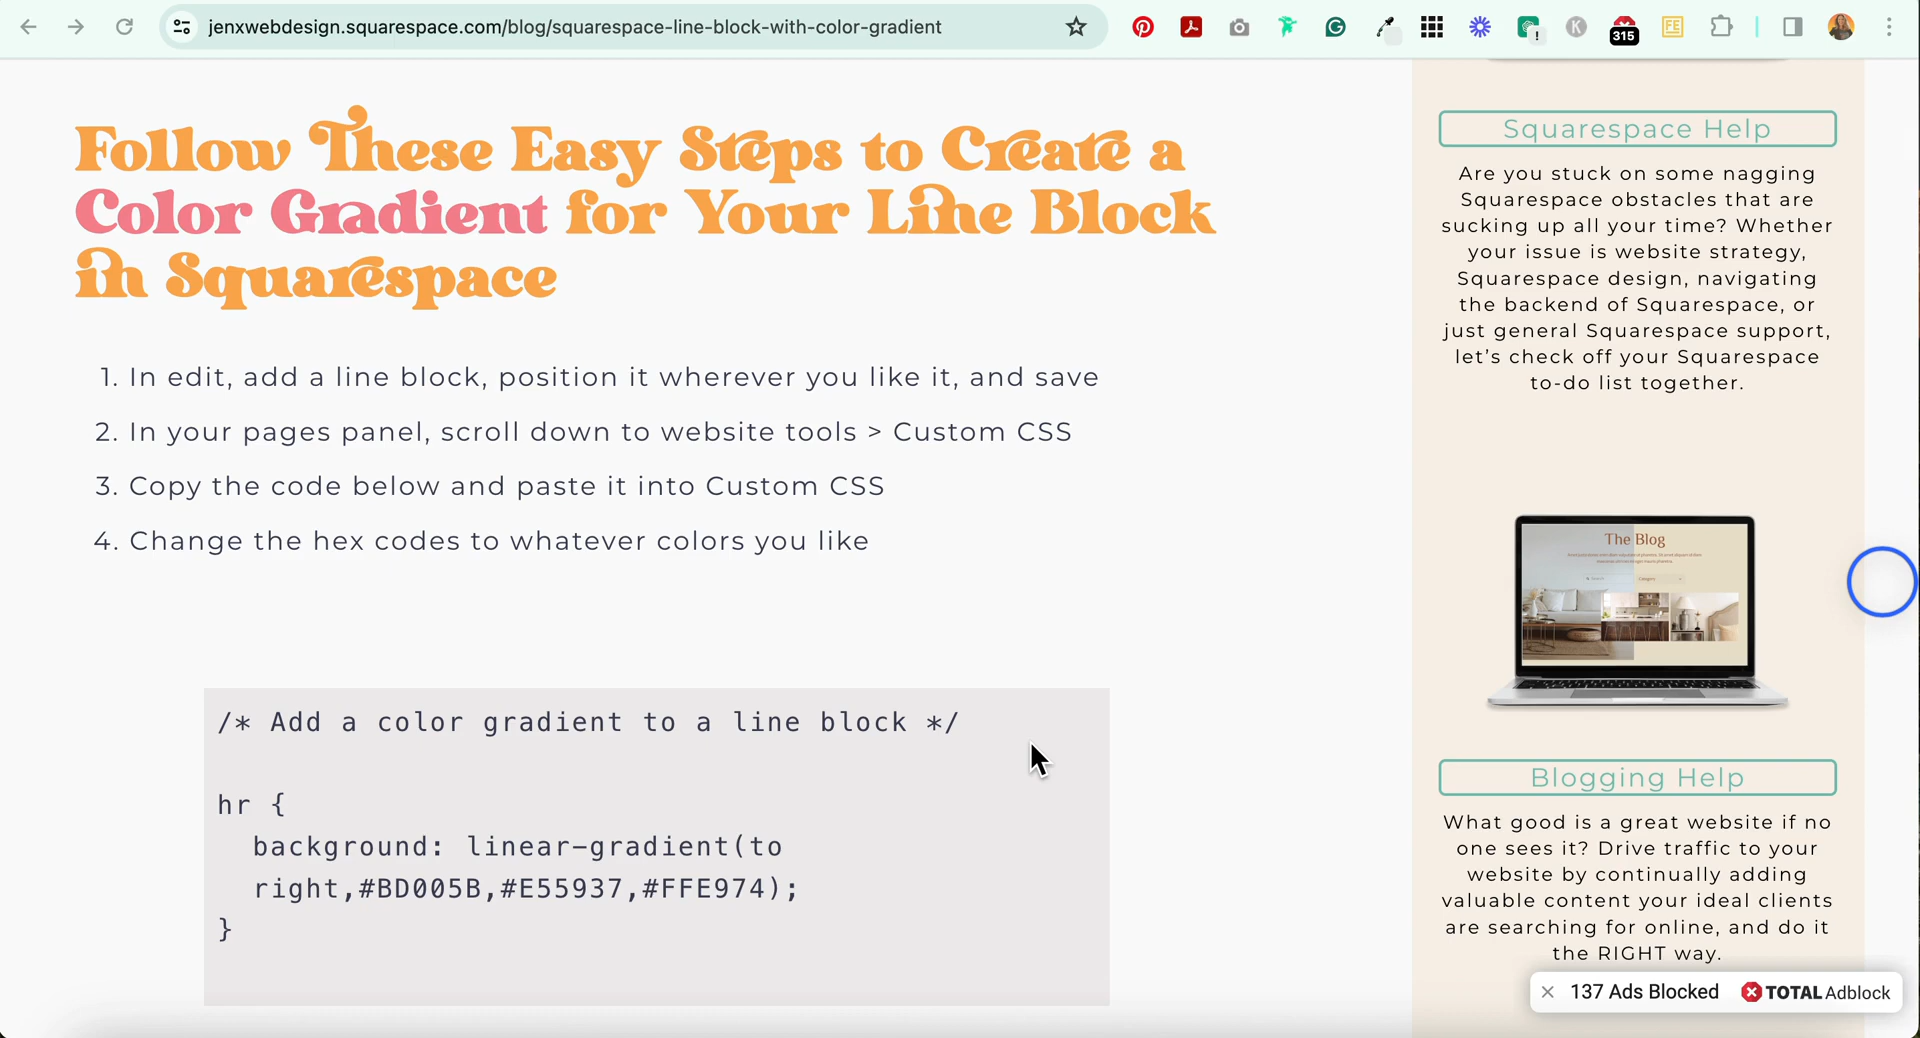 jenxwebdesign.squarespace.com/blog/squarespace-line-block-with-color-gradient
315
FE
K
!
Follow These Easy Steps to Create a
Color Gradient for Your Line Block
in Squarespace
1. In edit, add a line block, position it wherever you like it, and save
2. In your pages panel, scroll down to website tools > Custom CSS
3. Copy the code below and paste it into Custom CSS
4. Change the hex codes to whatever colors you like
/* Add a color gradient to a line block */
hr {
background: linear-gradient(to
right,#BD005B,#E55937,#FFE974);
}
Squarespace Help
Are you stuck on some nagging
Squarespace obstacles that are
sucking up all your time? Whether
your issue is website strategy,
Squarespace design, navigating
the backend of Squarespace, or
just general Squarespace support,
let's check off your Squarespace
to-do list together.
The Blog
Blogging Help
What good is a great website if no
one sees it? Drive traffic to your
website by continually adding
valuable content your ideal clients
are searching for online, and do it
the RIGHT way.
137 Ads Blocked
TOTAL Adblock